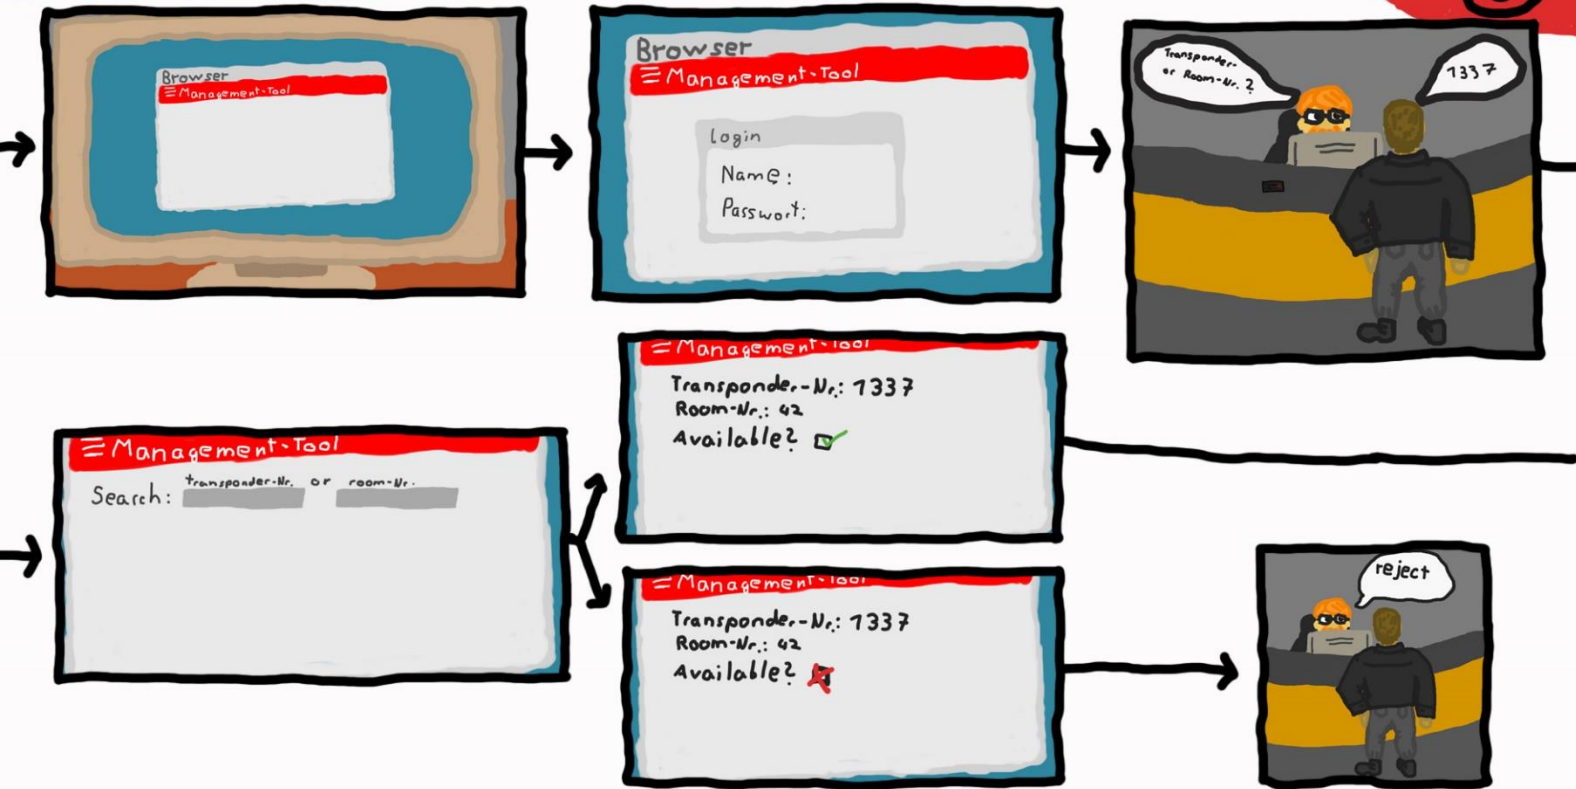 Browser
Management-Tool
Browser
Management-Tool
Login
Name:
Passwort:
Transponder-
or Room-Nr.?
1337
Management-Tool
Search: transponder-Nr. or room-Nr.
Management-Tool
Transponder-Nr.: 1337
Room-Nr.: 42
Available?
Management-Tool
Transponder-Nr.: 1337
Room-Nr.: 42
Available?
reject